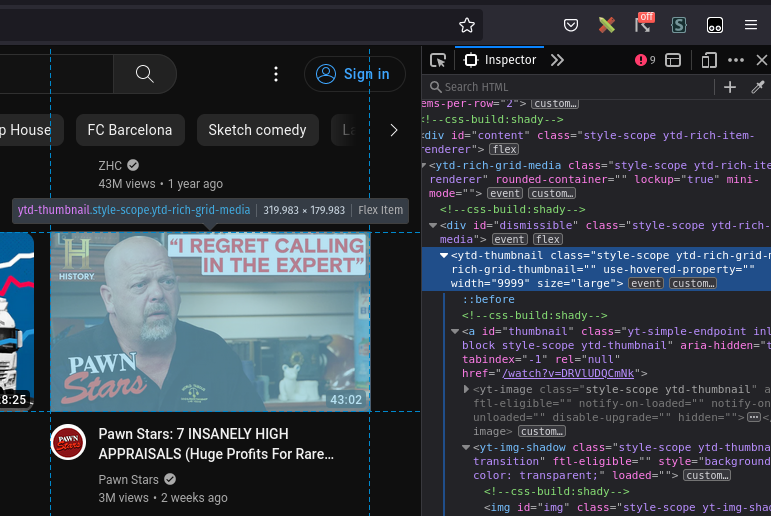 off
Sign in
p House
FC Barcelona
Sketch comedy
La
ZHC
43M views • 1 year ago
ytd-thumbnail.style-scope.ytd-rich-grid-media | 319.983 × 179.983 | Flex Item
HISTORY
“I REGRET CALLING
IN THE EXPERT”
PAWN
Stars
8:25
43:02
PAWN
Stars
Pawn Stars: 7 INSANELY HIGH
APPRAISALS (Huge Profits For Rare…
Pawn Stars
3M views • 2 weeks ago
Inspector
9
Search HTML
ems-per-row="2"> custom…
<!--css-build:shady-->
<div id="content" class="style-scope ytd-rich-item-
renderer"> flex
<ytd-rich-grid-media class="style-scope ytd-rich-ite
renderer" rounded-container="" lockup="true" mini-
mode=""> event custom…
<!--css-build:shady-->
<div id="dismissible" class="style-scope ytd-rich-
media"> event flex
<ytd-thumbnail class="style-scope ytd-rich-grid-m
rich-grid-thumbnail="" use-hovered-property=""
width="9999" size="large"> event custom…
::before
<!--css-build:shady-->
<a id="thumbnail" class="yt-simple-endpoint inl
block style-scope ytd-thumbnail" aria-hidden="t
tabindex="-1" rel="null"
href="/watch?v=DRVlUDQCmNk">
<yt-image class="style-scope ytd-thumbnail" a
ftl-eligible="" notify-on-loaded="" notify-on-
unloaded="" disable-upgrade="" hidden=""> … </yt-
image> custom…
<yt-img-shadow class="style-scope ytd-thumbna
transition" ftl-eligible="" style="background
color: transparent;" loaded=""> custom…
<!--css-build:shady-->
<img id="img" class="style-scope yt-img-sha